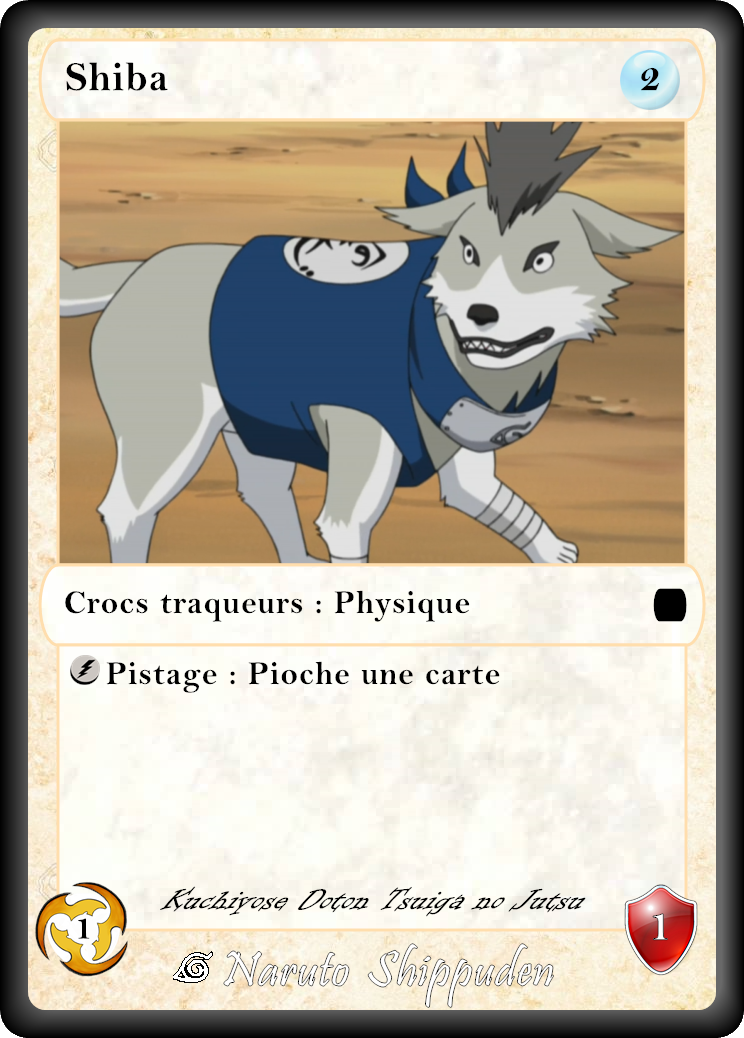 Shiba
2
Crocs traqueurs : Physique
Pistage : Pioche une carte
Kuchiyose Doton Tsuiga no Jutsu
1
1
Naruto Shippuden